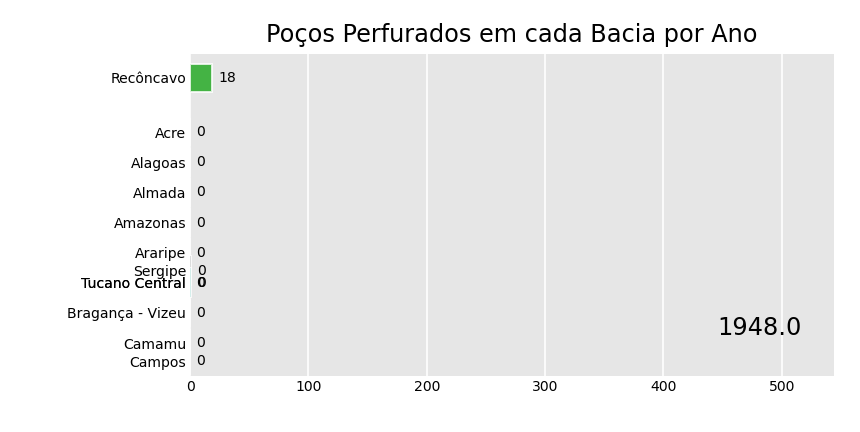 Poços Perfurados em cada Bacia por Ano
Recôncavo 18
Acre 0
Alagoas 0
Almada 0
Amazonas 0
Araripe 0
Sergipe 0
Tucano Central 0
Bragança - Vizeu 0
1948.0
Camamu 0
Campos 0
0 100 200 300 400 500